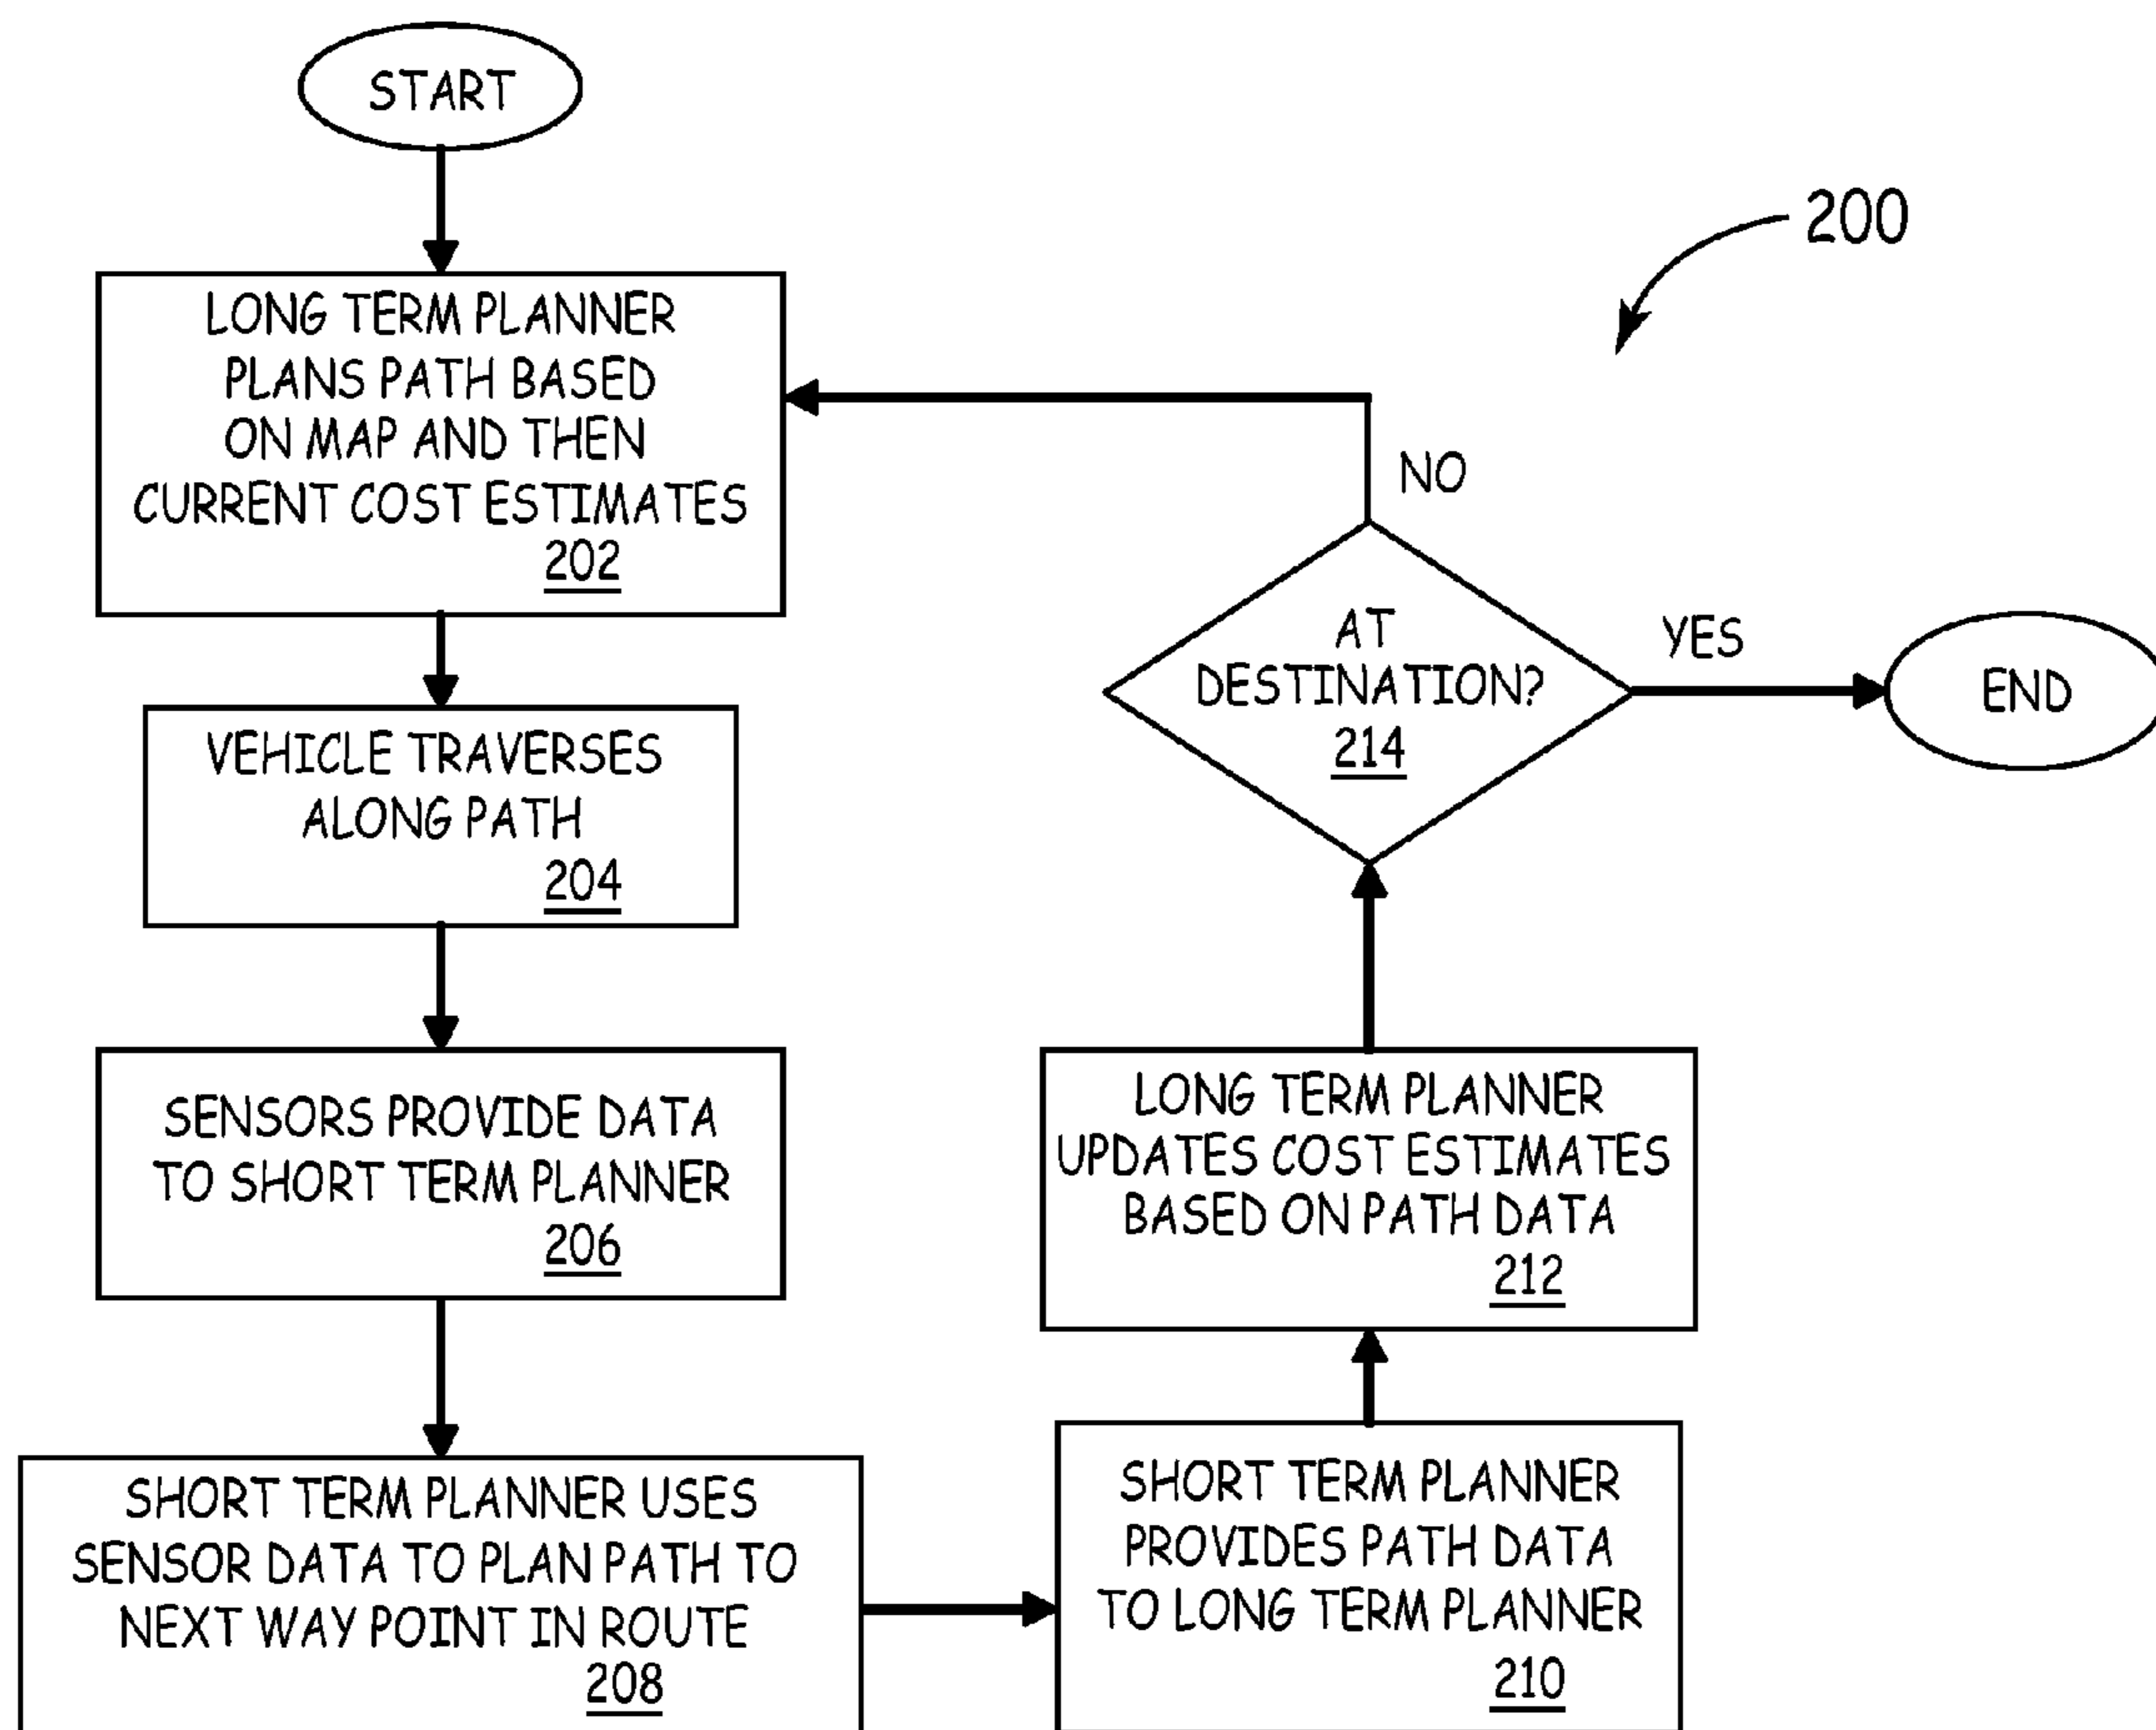 START
200
LONG TERM PLANNER
PLANS PATH BASED
ON MAP AND THEN
CURRENT COST ESTIMATES
202
VEHICLE TRAVERSES
ALONG PATH
204
SENSORS PROVIDE DATA
TO SHORT TERM PLANNER
206
SHORT TERM PLANNER USES
SENSOR DATA TO PLAN PATH TO
NEXT WAY POINT IN ROUTE
208
SHORT TERM PLANNER
PROVIDES PATH DATA
TO LONG TERM PLANNER
210
LONG TERM PLANNER
UPDATES COST ESTIMATES
BASED ON PATH DATA
212
AT
DESTINATION?
214
NO
YES
END